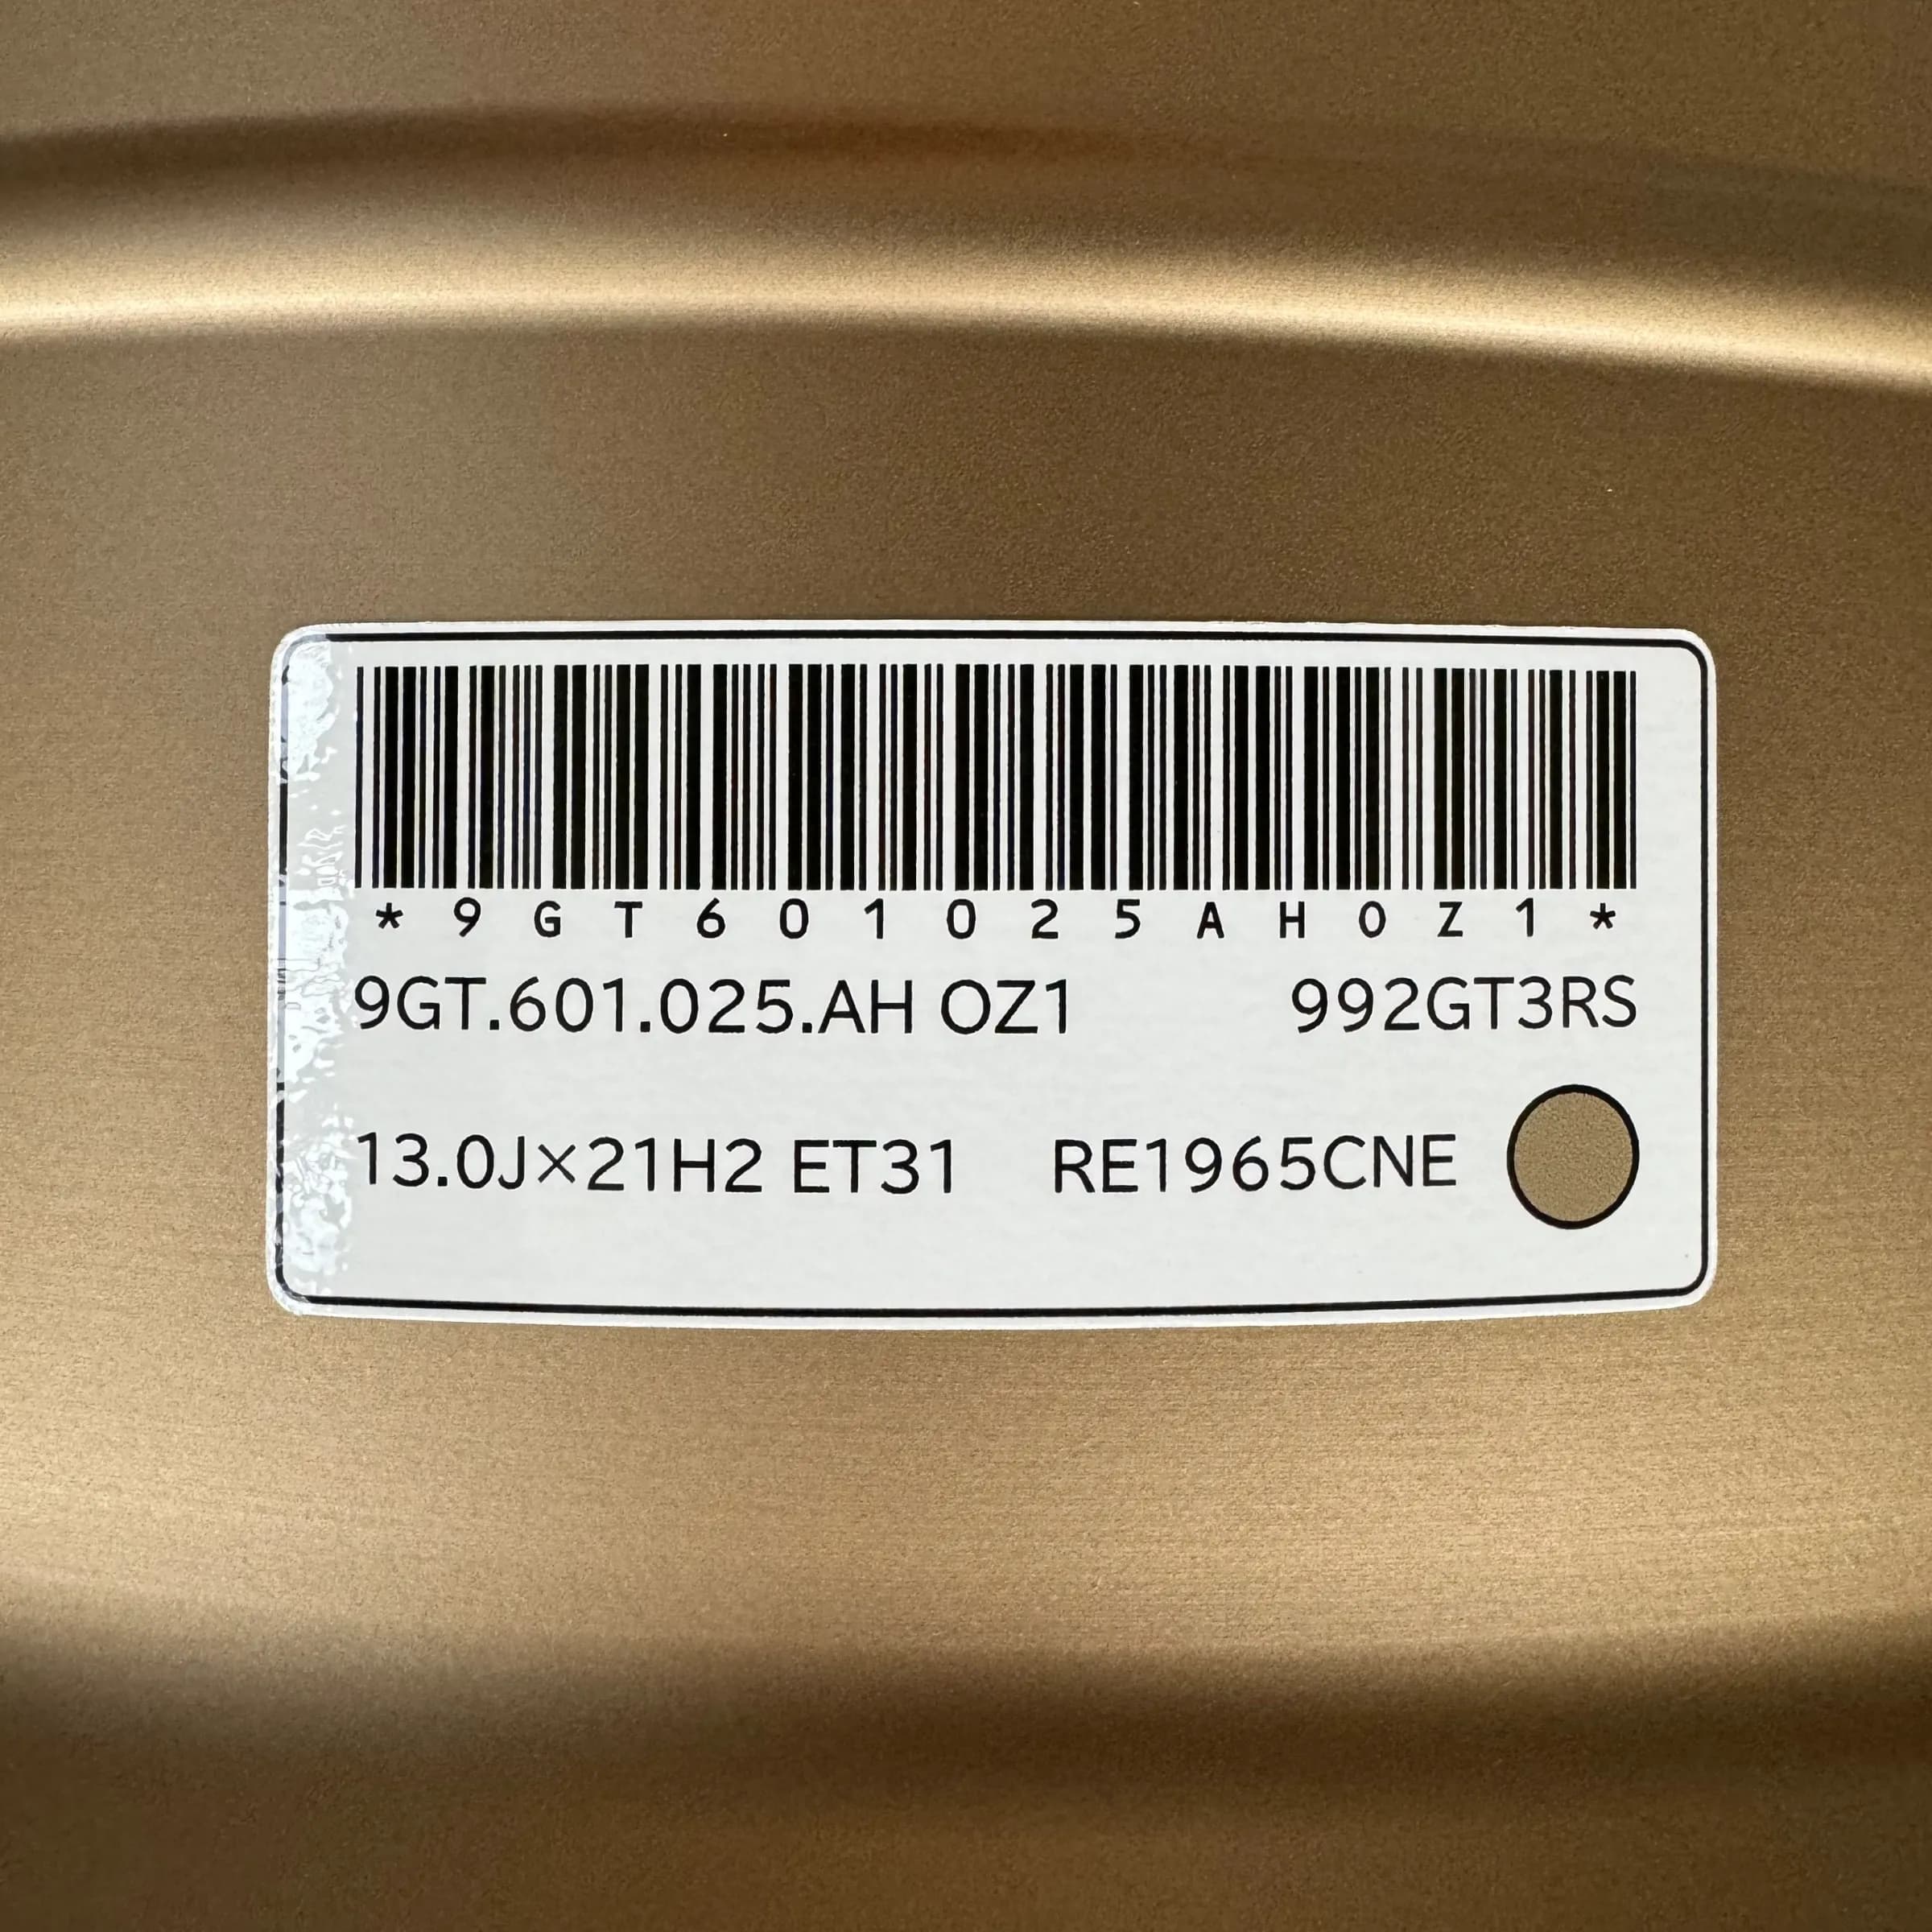 *9GT601025AHOZ1*
9GT.601.025.AH OZ1 992GT3RS
13.0J×21H2 ET31 RE1965CNE